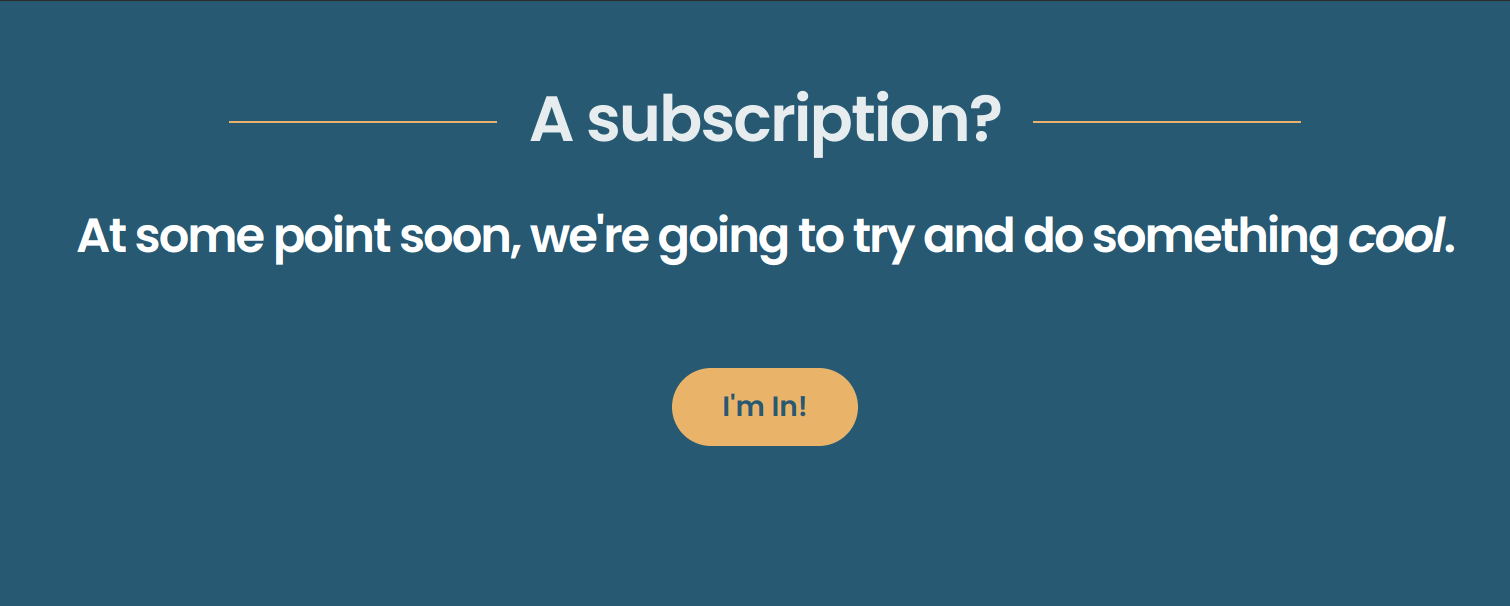 A subscription?
At some point soon, we're going to try and do something cool.
I'm In!